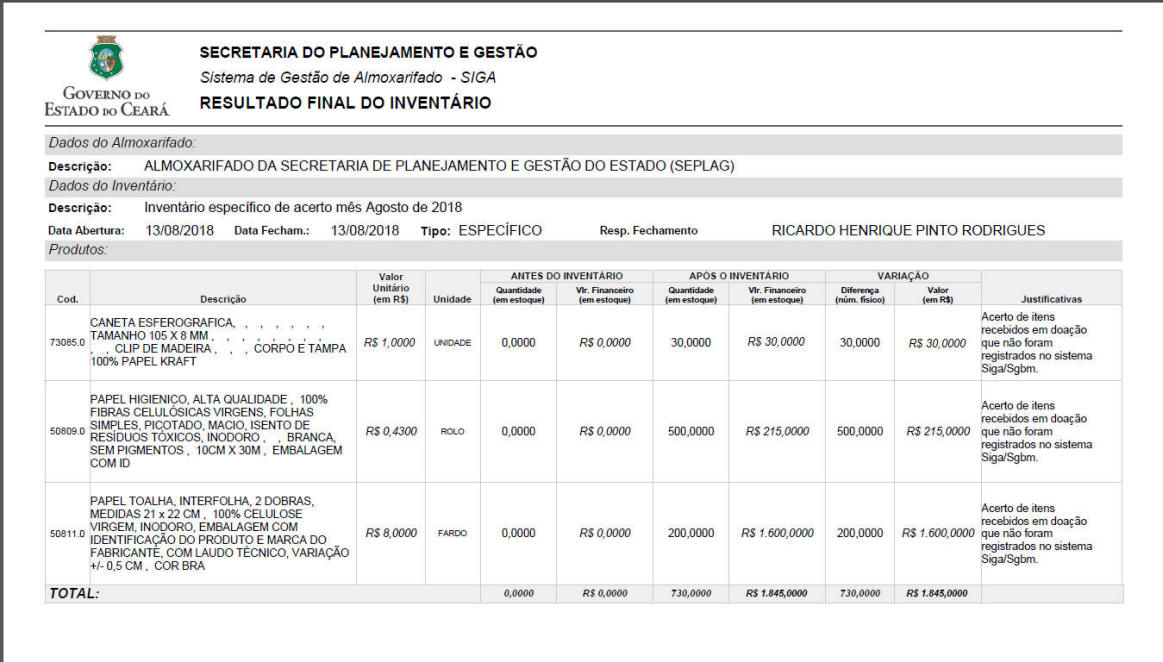 SECRETARIA DO PLANEJAMENTO E GESTÃO
Sistema de Gestão de Almoxarifado - SIGA
GOVERNO DO
ESTADO DO CEARÁ
RESULTADO FINAL DO INVENTÁRIO
Dados do Almoxarifado:
Descrição: ALMOXARIFADO DA SECRETARIA DE PLANEJAMENTO E GESTÃO DO ESTADO (SEPLAG)
Dados do Inventário:
Descrição: Inventário específico de acerto mês Agosto de 2018
Data Abertura: 13/08/2018 Data Fecham.: 13/08/2018 Tipo: ESPECÍFICO Resp. Fechamento RICARDO HENRIQUE PINTO RODRIGUES
Produtos:
ANTES DO INVENTÁRIO APÓS O INVENTÁRIO VARIAÇÃO
Cod. Descrição Valor Unitário (em R$) Unidade Quantidade (em estoque) Vlr. Financeiro (em estoque) Quantidade (em estoque) Vlr. Financeiro (em estoque) Diferença (núm. físico) Valor (em R$) Justificativas
73085.0
CANETA ESFEROGRAFICA, , , , , , ,
TAMANHO 105 X 8 MM , , , , , , , ,
, , CLIP DE MADEIRA , , , CORPO E TAMPA
100% PAPEL KRAFT
R$ 1,0000 UNIDADE 0,0000 R$ 0,0000 30,0000 R$ 30,0000 30,0000 R$ 30,0000
Acerto de itens
recebidos em doação
que não foram
registrados no sistema
Siga/Sgbm.
50809.0
PAPEL HIGIENICO, ALTA QUALIDADE , 100%
FIBRAS CELULÓSICAS VIRGENS, FOLHAS
SIMPLES, PICOTADO, MACIO, ISENTO DE
RESÍDUOS TÓXICOS, INODORO , , BRANCA,
SEM PIGMENTOS , 10CM X 30M , EMBALAGEM
COM ID
R$ 0,4300 ROLO 0,0000 R$ 0,0000 500,0000 R$ 215,0000 500,0000 R$ 215,0000
Acerto de itens
recebidos em doação
que não foram
registrados no sistema
Siga/Sgbm.
50811.0
PAPEL TOALHA, INTERFOLHA, 2 DOBRAS,
MEDIDAS 21 x 22 CM , 100% CELULOSE
VIRGEM, INODORO, EMBALAGEM COM
IDENTIFICAÇÃO DO PRODUTO E MARCA DO
FABRICANTE, COM LAUDO TÉCNICO, VARIAÇÃO
+/- 0,5 CM , COR BRA
R$ 8,0000 FARDO 0,0000 R$ 0,0000 200,0000 R$ 1.600,0000 200,0000 R$ 1.600,0000
Acerto de itens
recebidos em doação
que não foram
registrados no sistema
Siga/Sgbm.
TOTAL: 0,0000 R$ 0,0000 730,0000 R$ 1.845,0000 730,0000 R$ 1.845,0000